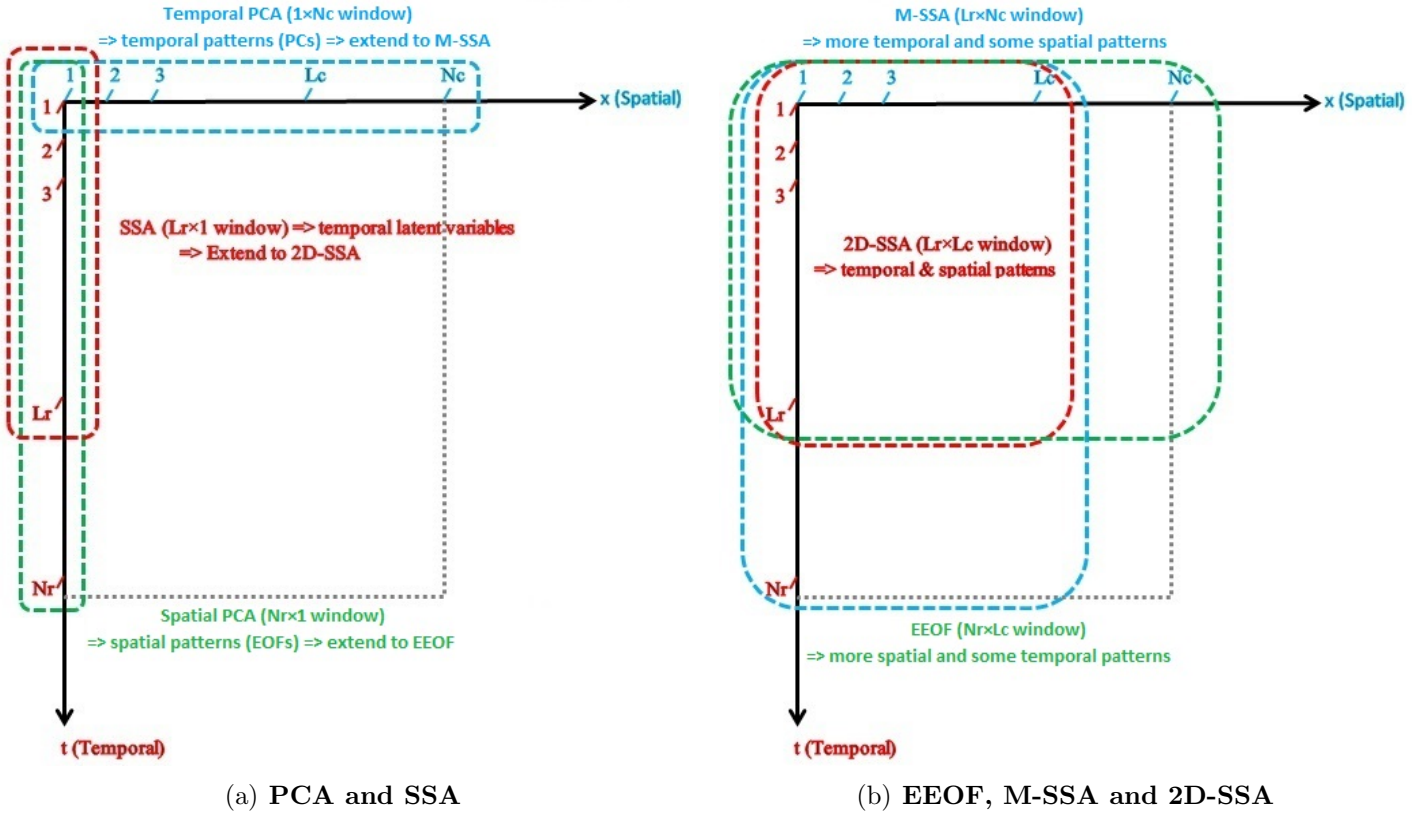 Temporal PCA (1×Nc window)
=> temporal patterns (PCs) => extend to M-SSA
1 2 3 Lc Nc
x (Spatial)
1
2
3
SSA (Lr×1 window) => temporal latent variables
=> Extend to 2D-SSA
Lr
Nr
Spatial PCA (Nr×1 window)
=> spatial patterns (EOFs) => extend to EEOF
t (Temporal)
(a) PCA and SSA
M-SSA (Lr×Nc window)
=> more temporal and some spatial patterns
1 2 3 Lc Nc
x (Spatial)
1
2
3
2D-SSA (Lr×Lc window)
=> temporal & spatial patterns
Lr
Nr
EEOF (Nr×Lc window)
=> more spatial and some temporal patterns
t (Temporal)
(b) EEOF, M-SSA and 2D-SSA